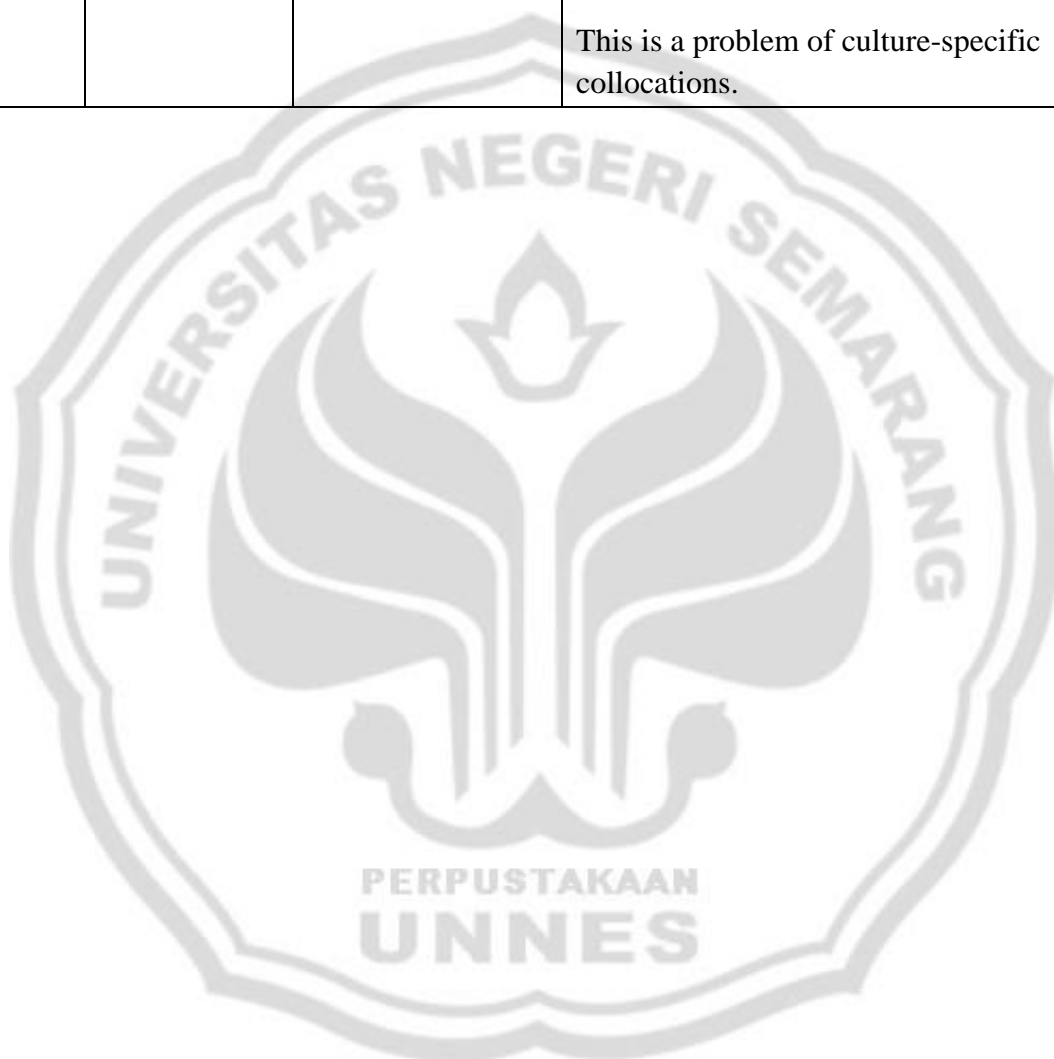 This is a problem of culture-specific
collocations.
UNIVERSITAS NEGERI SEMARANG
PERPUSTAKAAN
UNNES